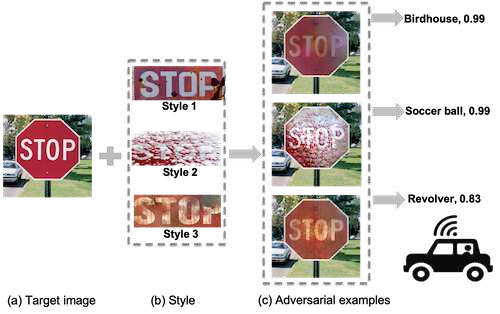 STOP
STOP
Style 1
STOP
Style 2
STOP
Style 3
STOP
Birdhouse, 0.99
STOP
Soccer ball, 0.99
STOP
Revolver, 0.83
(a) Target image
(b) Style
(c) Adversarial examples